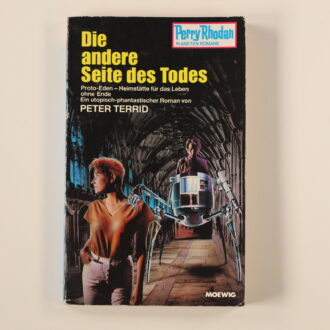 Die
andere
Seite des Todes
Perry Rhodan
PLANETEN ROMANE
Proto-Eden – Heimstätte für das Leben
ohne Ende
Ein utopisch-phantastischer Roman von
PETER TERRID
MOEWIG